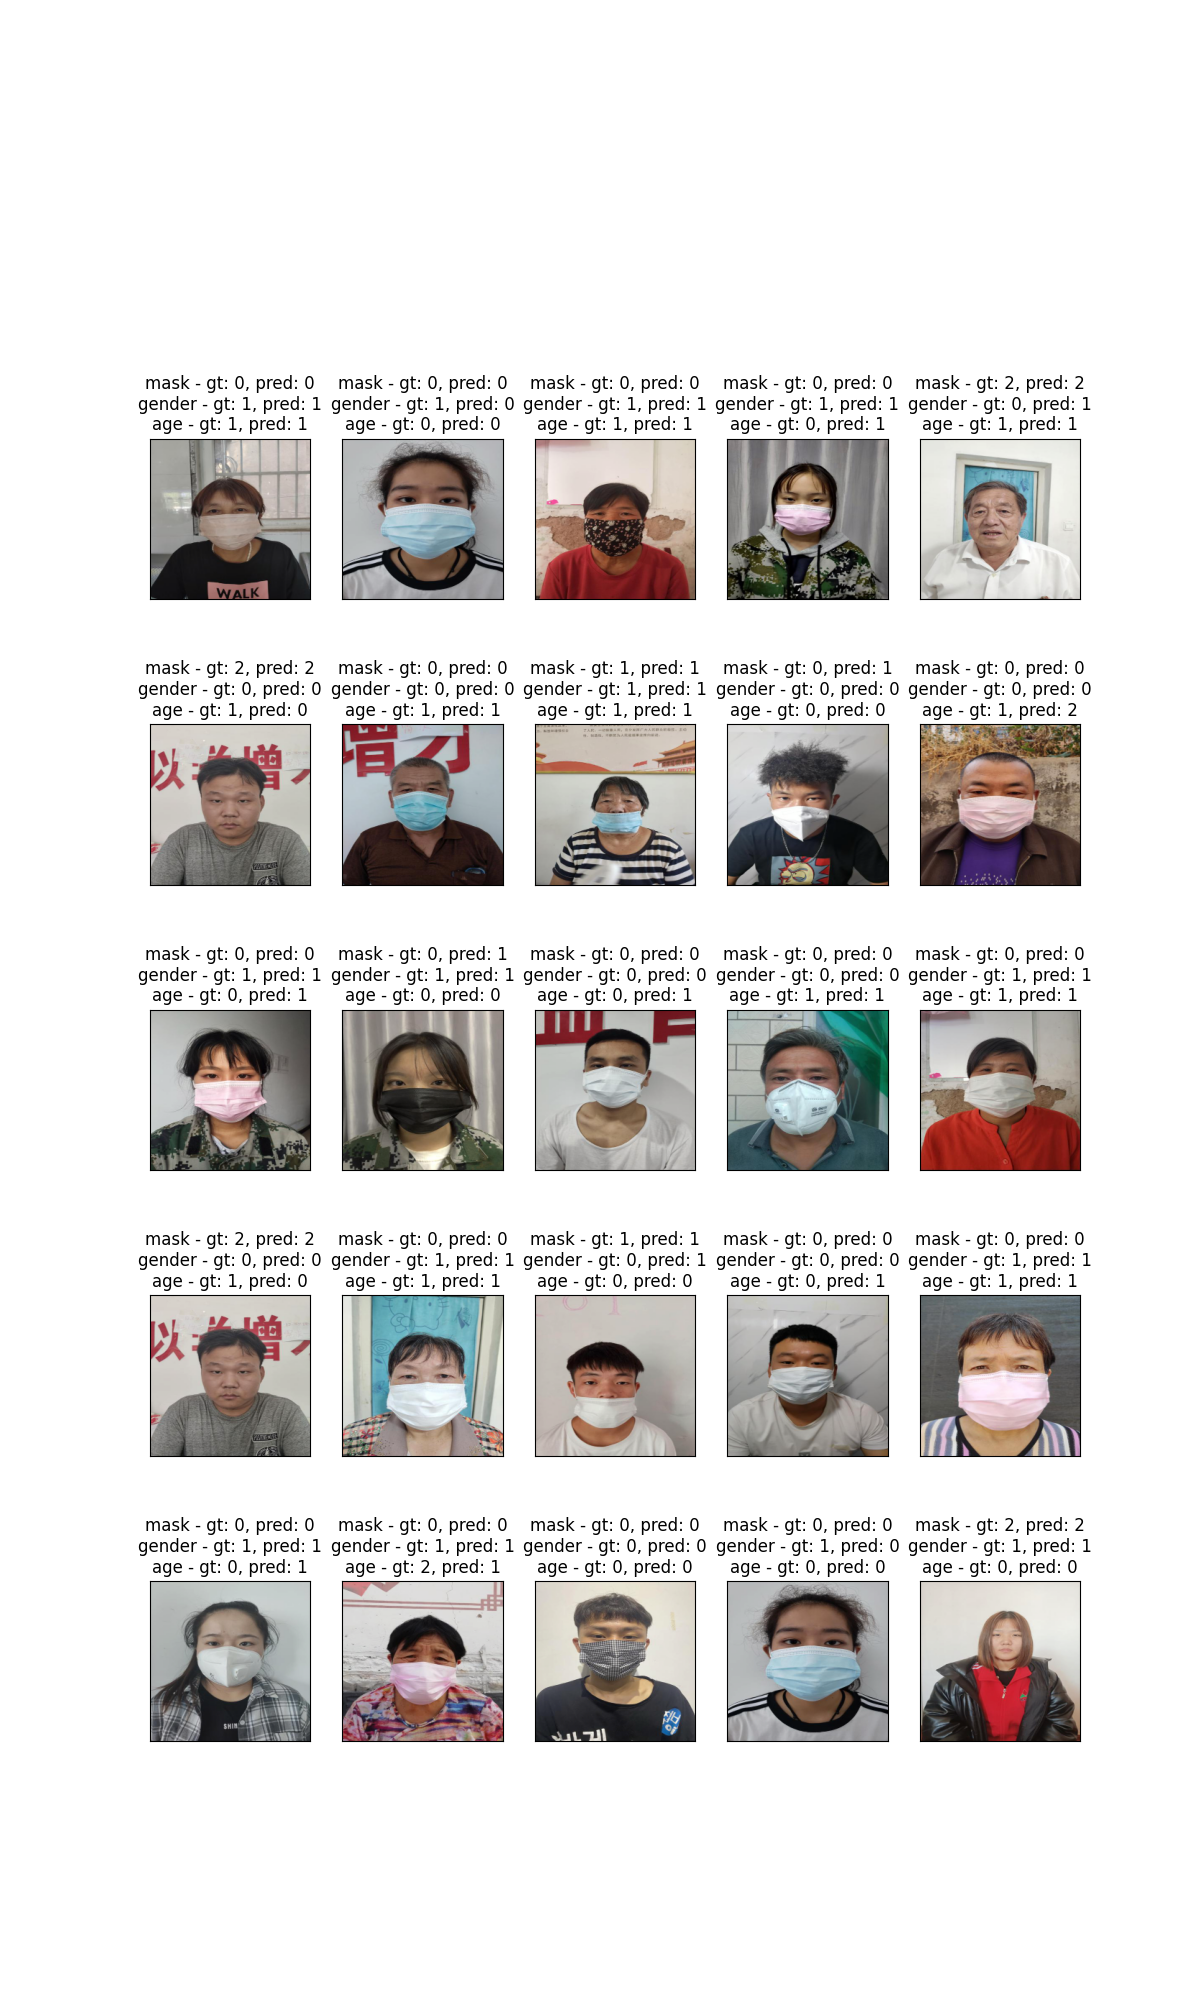 mask - gt: 0, pred: 0
gender - gt: 1, pred: 1
age - gt: 1, pred: 1
mask - gt: 0, pred: 0
gender - gt: 1, pred: 0
age - gt: 0, pred: 0
mask - gt: 0, pred: 0
gender - gt: 1, pred: 1
age - gt: 1, pred: 1
mask - gt: 0, pred: 0
gender - gt: 1, pred: 1
age - gt: 0, pred: 1
mask - gt: 2, pred: 2
gender - gt: 0, pred: 1
age - gt: 1, pred: 1
WALK
mask - gt: 2, pred: 2
gender - gt: 0, pred: 0
age - gt: 1, pred: 0
mask - gt: 0, pred: 0
gender - gt: 0, pred: 0
age - gt: 1, pred: 1
mask - gt: 1, pred: 1
gender - gt: 1, pred: 1
age - gt: 1, pred: 1
mask - gt: 0, pred: 1
gender - gt: 0, pred: 0
age - gt: 0, pred: 0
mask - gt: 0, pred: 0
gender - gt: 0, pred: 0
age - gt: 1, pred: 2
以 增
增
mask - gt: 0, pred: 0
gender - gt: 1, pred: 1
age - gt: 0, pred: 1
mask - gt: 0, pred: 1
gender - gt: 1, pred: 1
age - gt: 0, pred: 0
mask - gt: 0, pred: 0
gender - gt: 0, pred: 0
age - gt: 0, pred: 1
mask - gt: 0, pred: 0
gender - gt: 0, pred: 0
age - gt: 1, pred: 1
mask - gt: 0, pred: 0
gender - gt: 1, pred: 1
age - gt: 1, pred: 1
mask - gt: 2, pred: 2
gender - gt: 0, pred: 0
age - gt: 1, pred: 0
mask - gt: 0, pred: 0
gender - gt: 1, pred: 1
age - gt: 1, pred: 1
mask - gt: 1, pred: 1
gender - gt: 0, pred: 1
age - gt: 0, pred: 0
mask - gt: 0, pred: 0
gender - gt: 0, pred: 0
age - gt: 0, pred: 1
mask - gt: 0, pred: 0
gender - gt: 1, pred: 1
age - gt: 1, pred: 1
以 增
mask - gt: 0, pred: 0
gender - gt: 1, pred: 1
age - gt: 0, pred: 1
mask - gt: 0, pred: 0
gender - gt: 1, pred: 1
age - gt: 2, pred: 1
mask - gt: 0, pred: 0
gender - gt: 0, pred: 0
age - gt: 0, pred: 0
mask - gt: 0, pred: 0
gender - gt: 1, pred: 0
age - gt: 0, pred: 0
mask - gt: 2, pred: 2
gender - gt: 1, pred: 1
age - gt: 0, pred: 0